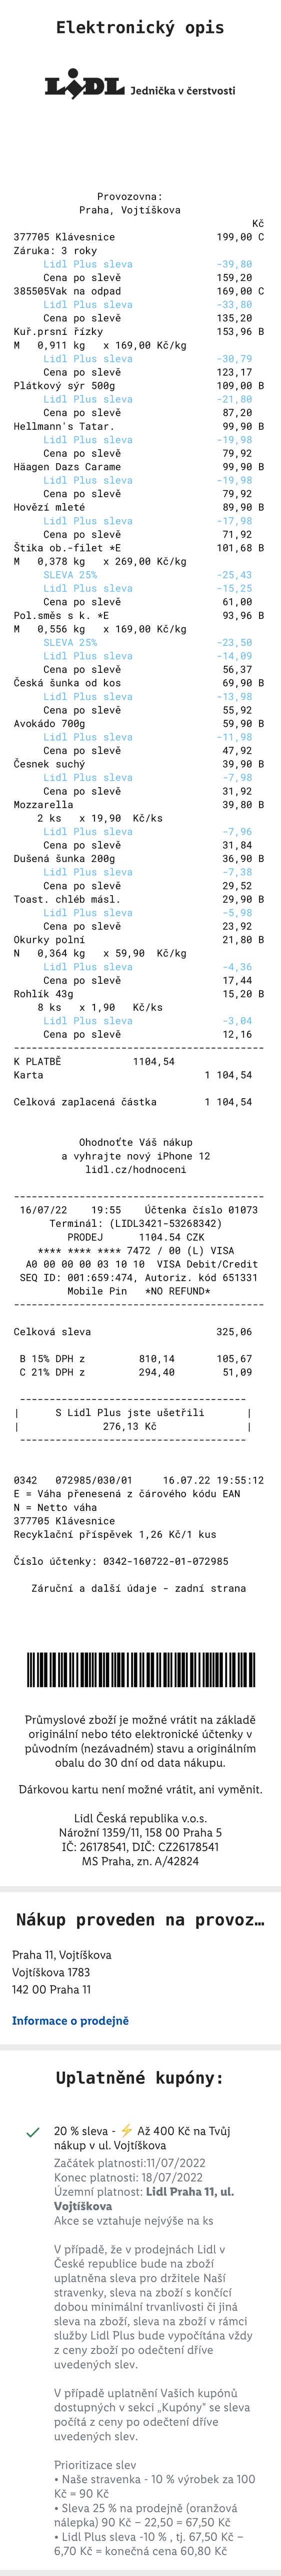 Elektronický opis
LIDL Jednička v čerstvosti
Provozovna:
Praha, Vojtíškova
Kč
377705 Klávesnice 199,00 C
Záruka: 3 roky
Lidl Plus sleva -39,80
Cena po slevě 159,20
385505Vak na odpad 169,00 C
Lidl Plus sleva -33,80
Cena po slevě 135,20
Kuř.prsní řízky 153,96 B
M 0,911 kg x 169,00 Kč/kg
Lidl Plus sleva -30,79
Cena po slevě 123,17
Plátkový sýr 500g 109,00 B
Lidl Plus sleva -21,80
Cena po slevě 87,20
Hellmann's Tatar. 99,90 B
Lidl Plus sleva -19,98
Cena po slevě 79,92
Häagen Dazs Carame 99,90 B
Lidl Plus sleva -19,98
Cena po slevě 79,92
Hovězí mleté 89,90 B
Lidl Plus sleva -17,98
Cena po slevě 71,92
Štika ob.-filet *E 101,68 B
M 0,378 kg x 269,00 Kč/kg
SLEVA 25% -25,43
Lidl Plus sleva -15,25
Cena po slevě 61,00
Pol.směs s k. *E 93,96 B
M 0,556 kg x 169,00 Kč/kg
SLEVA 25% -23,50
Lidl Plus sleva -14,09
Cena po slevě 56,37
Česká šunka od kos 69,90 B
Lidl Plus sleva -13,98
Cena po slevě 55,92
Avokádo 700g 59,90 B
Lidl Plus sleva -11,98
Cena po slevě 47,92
Česnek suchý 39,90 B
Lidl Plus sleva -7,98
Cena po slevě 31,92
Mozzarella 39,80 B
2 ks x 19,90 Kč/ks
Lidl Plus sleva -7,96
Cena po slevě 31,84
Dušená šunka 200g 36,90 B
Lidl Plus sleva -7,38
Cena po slevě 29,52
Toast. chléb másl. 29,90 B
Lidl Plus sleva -5,98
Cena po slevě 23,92
Okurky polní 21,80 B
N 0,364 kg x 59,90 Kč/kg
Lidl Plus sleva -4,36
Cena po slevě 17,44
Rohlík 43g 15,20 B
8 ks x 1,90 Kč/ks
Lidl Plus sleva -3,04
Cena po slevě 12,16
K PLATBĚ 1104,54
Karta 1 104,54
Celková zaplacená částka 1 104,54
Ohodnoťte Váš nákup
a vyhrajte nový iPhone 12
lidl.cz/hodnoceni
16/07/22 19:55 Účtenka číslo 01073
Terminál: (LIDL3421-53268342)
PRODEJ 1104.54 CZK
**** **** **** 7472 / 00 (L) VISA
A0 00 00 00 03 10 10 VISA Debit/Credit
SEQ ID: 001:659:474, Autoriz. kód 651331
Mobile Pin *NO REFUND*
Celková sleva 325,06
B 15% DPH z 810,14 105,67
C 21% DPH z 294,40 51,09
| S Lidl Plus jste ušetřili |
| 276,13 Kč |
0342 072985/030/01 16.07.22 19:55:12
E = Váha přenesená z čárového kódu EAN
N = Netto váha
377705 Klávesnice
Recyklační příspěvek 1,26 Kč/1 kus
Číslo účtenky: 0342-160722-01-072985
Záruční a další údaje - zadní strana
Průmyslové zboží je možné vrátit na základě
originální nebo této elektronické účtenky v
původním (nezávadném) stavu a originálním
obalu do 30 dní od data nákupu.
Dárkovou kartu není možné vrátit, ani vyměnit.
Lidl Česká republika v.o.s.
Nárožní 1359/11, 158 00 Praha 5
IČ: 26178541, DIČ: CZ26178541
MS Praha, zn. A/42824
Nákup proveden na provoz…
Praha 11, Vojtíškova
Vojtíškova 1783
142 00 Praha 11
Informace o prodejně
Uplatněné kupóny:
20 % sleva - ⚡ Až 400 Kč na Tvůj
nákup v ul. Vojtíškova
Začátek platnosti:11/07/2022
Konec platnosti: 18/07/2022
Územní platnost: Lidl Praha 11, ul.
Vojtíškova
Akce se vztahuje nejvýše na ks
V případě, že v prodejnách Lidl v
České republice bude na zboží
uplatněna sleva pro držitele Naší
stravenky, sleva na zboží s končící
dobou minimální trvanlivosti či jiná
sleva na zboží, sleva na zboží v rámci
služby Lidl Plus bude vypočítána vždy
z ceny zboží po odečtení dříve
uvedených slev.
V případě uplatnění Vašich kupónů
dostupných v sekci „Kupóny" se sleva
počítá z ceny po odečtení dříve
uvedených slev.
Prioritizace slev
• Naše stravenka - 10 % výrobek za 100
Kč = 90 Kč
• Sleva 25 % na prodejně (oranžová
nálepka) 90 Kč – 22,50 = 67,50 Kč
• Lidl Plus sleva -10 % , tj. 67,50 Kč –
6,70 Kč = konečná cena 60,80 Kč